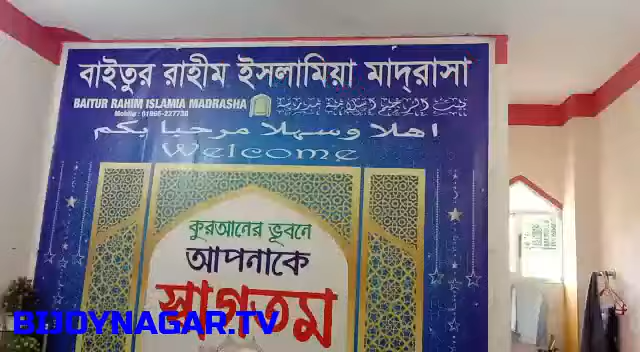 বাইতুর রাহীম ইসলামিয়া মাদ্‌রাসা
BAITUR RAHIM ISLAMIA MADRASHA
اهلا وسهلا مرحبا بكم
Welcome
কুরআনের ভূবনে
আপনাকে
স্বাগতম
BIJOYNAGAR.TV